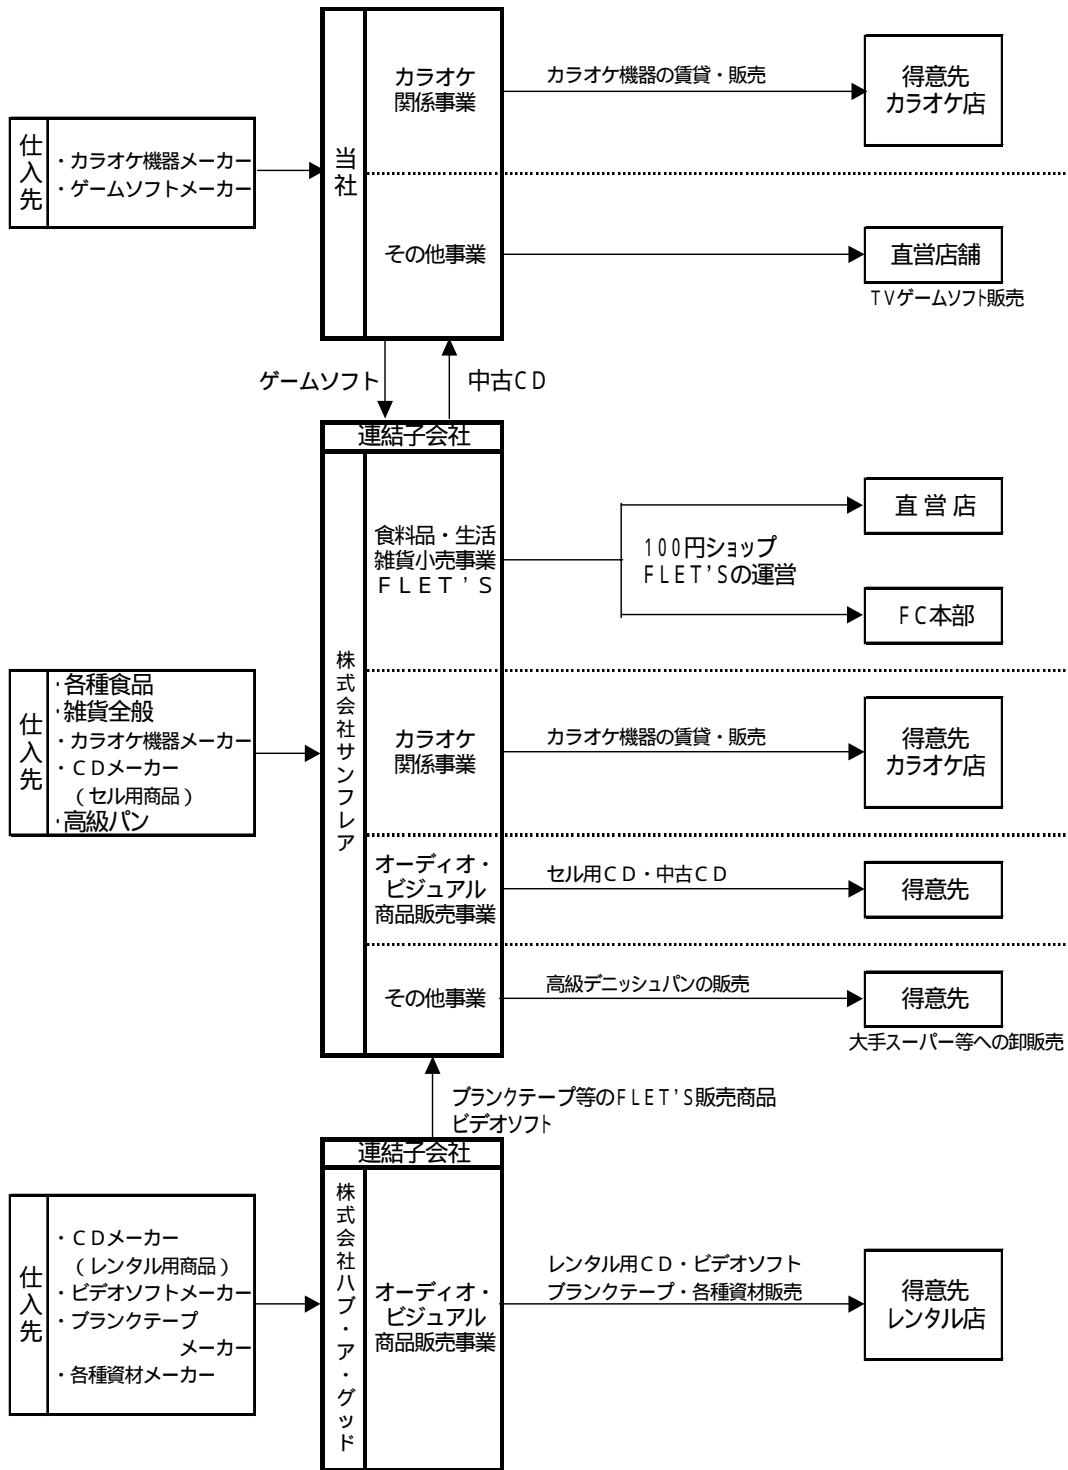 仕入先
・カラオケ機器メーカー
・ゲームソフトメーカー
当社
カラオケ
関係事業
カラオケ機器の賃貸・販売
得意先
カラオケ店
その他事業
直営店舗
TVゲームソフト販売
ゲームソフト
中古CD
連結子会社
株式会社サンフレア
仕入先
・各種食品
・雑貨全般
・カラオケ機器メーカー
・CDメーカー
(セル用商品)
・高級パン
食料品・生活
雑貨小売事業
FLET'S
100円ショップ
FLET'Sの運営
直営店
FC本部
カラオケ
関係事業
カラオケ機器の賃貸・販売
得意先
カラオケ店
オーディオ・
ビジュアル
商品販売事業
セル用CD・中古CD
得意先
その他事業
高級デニッシュパンの販売
得意先
大手スーパー等への卸販売
ブランクテープ等のFLET'S販売商品
ビデオソフト
連結子会社
株式会社ハブ・ア・グッド
仕入先
・CDメーカー
(レンタル用商品)
・ビデオソフトメーカー
・ブランクテープ
メーカー
・各種資材メーカー
オーディオ・
ビジュアル
商品販売事業
レンタル用CD・ビデオソフト
ブランクテープ・各種資材販売
得意先
レンタル店